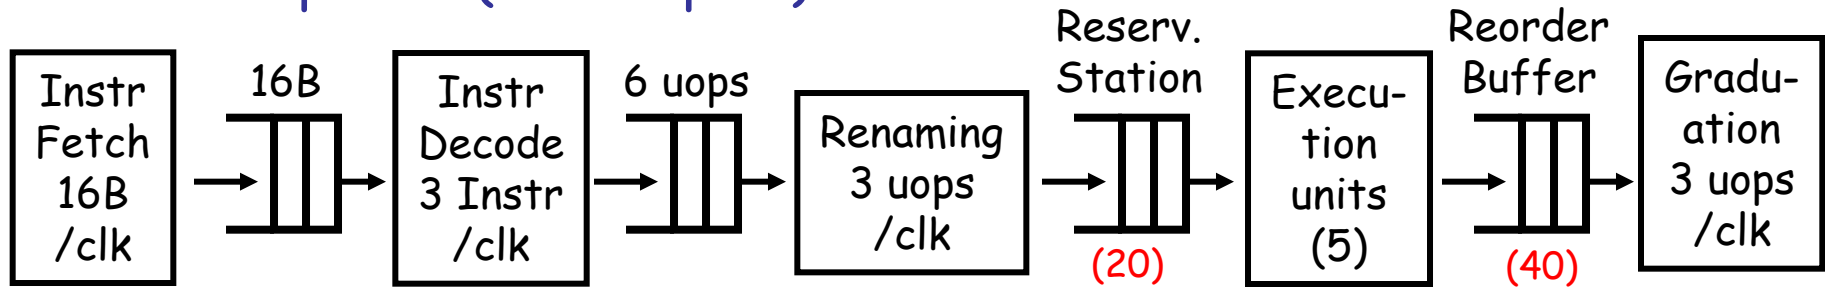 Instr
Fetch
16B
/clk
16B
Instr
Decode
3 Instr
/clk
6 uops
Renaming
3 uops
/clk
Reserv.
Station
(20)
Execu-
tion
units
(5)
Reorder
Buffer
(40)
Gradu-
ation
3 uops
/clk